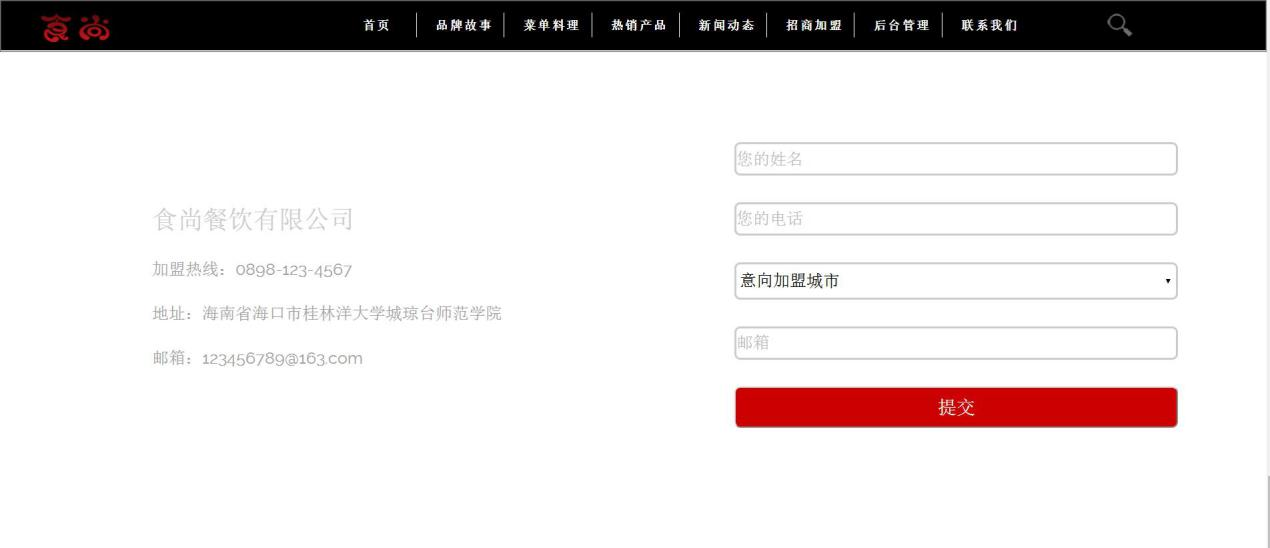 食尚
首页 品牌故事 菜单料理 热销产品 新闻动态 招商加盟 后台管理 联系我们
食尚餐饮有限公司
加盟热线：0898-123-4567
地址：海南省海口市桂林洋大学城琼台师范学院
邮箱：123456789@163.com
您的姓名
您的电话
意向加盟城市
邮箱
提交